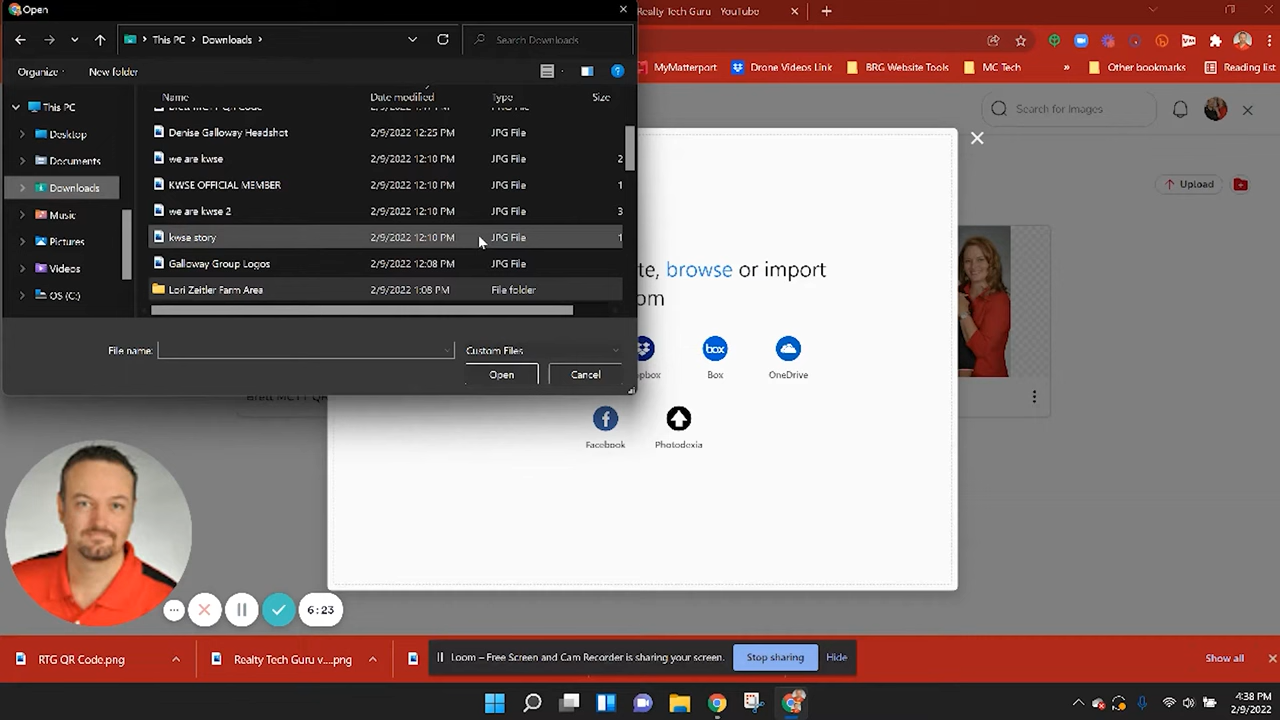 Open
Realty Tech Guru YouTube
This PC > Downloads >
Search Downloads
MyMatterport
Drone Videos Link
BRG Website Tools
MC Tech
»
Other bookmarks
Reading list
Organize
New folder
Name
Date modified
Type
Size
This PC
Desktop
Documents
Downloads
Music
Pictures
Videos
OS (C:)
Denise Galloway Headshot 2/9/2022 12:25 PM JPG File
we are kwse 2/9/2022 12:10 PM JPG File 2
KWSE OFFICIAL MEMBER 2/9/2022 12:10 PM JPG File 1
we are kwse 2 2/9/2022 12:10 PM JPG File 3
kwse story 2/9/2022 12:10 PM JPG File 1
Galloway Group Logos 2/9/2022 12:08 PM JPG File
Lori Zeitler Farm Area 2/9/2022 1:08 PM File folder
File name:
Custom Files
Open
Cancel
Search for Images
Upload
te, browse or import
om
pbox
box
Box
OneDrive
Facebook
Photodexia
6:23
RTG QR Code.png
Realty Tech Guru v....png
Loom – Free Screen and Cam Recorder is sharing your screen.
Stop sharing
Hide
Show all
4:38 PM
2/9/2022